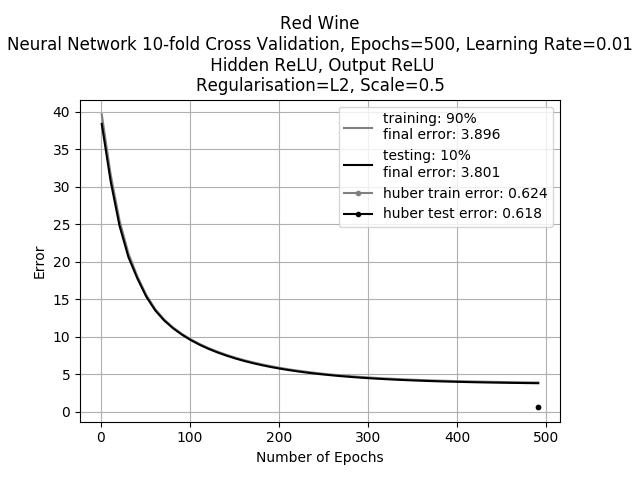 Red Wine
Neural Network 10-fold Cross Validation, Epochs=500, Learning Rate=0.01
Hidden ReLU, Output ReLU
Regularisation=L2, Scale=0.5
training: 90%
final error: 3.896
testing: 10%
final error: 3.801
huber train error: 0.624
huber test error: 0.618
Error
40
35
30
25
20
15
10
5
0
0 100 200 300 400 500
Number of Epochs